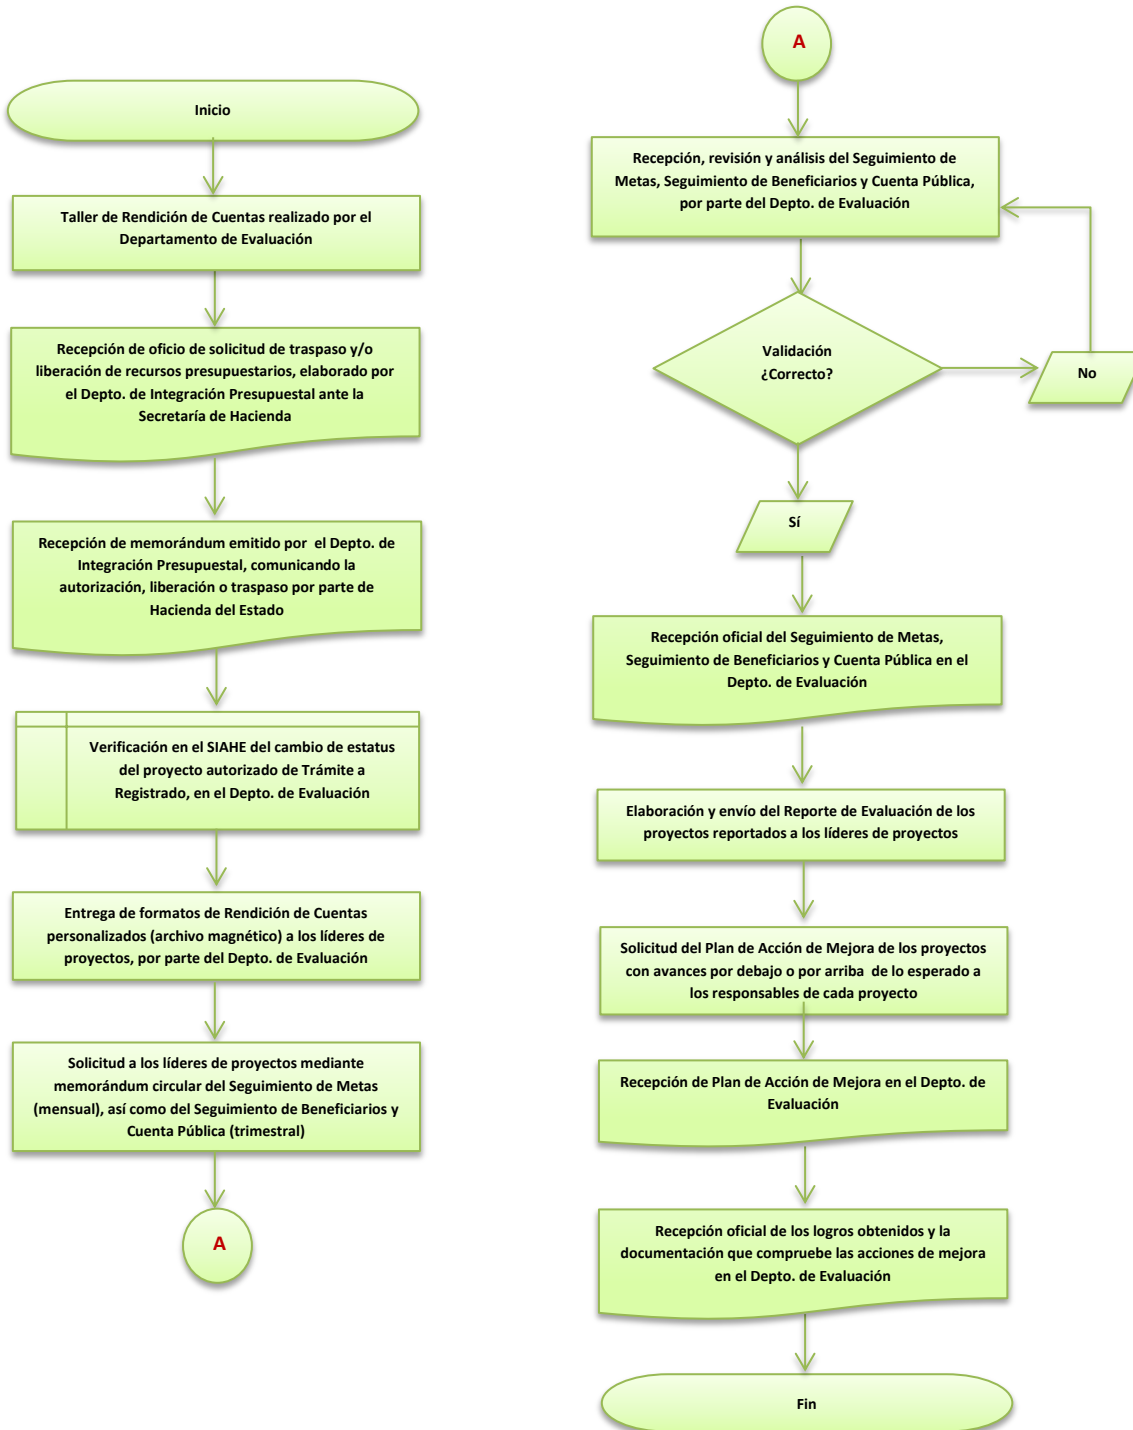 Inicio
Taller de Rendición de Cuentas realizado por el
Departamento de Evaluación
Recepción de oficio de solicitud de traspaso y/o
liberación de recursos presupuestarios, elaborado por
el Depto. de Integración Presupuestal ante la
Secretaría de Hacienda
Recepción de memorándum emitido por el Depto. de
Integración Presupuestal, comunicando la
autorización, liberación o traspaso por parte de
Hacienda del Estado
Verificación en el SIAHE del cambio de estatus
del proyecto autorizado de Trámite a
Registrado, en el Depto. de Evaluación
Entrega de formatos de Rendición de Cuentas
personalizados (archivo magnético) a los líderes de
proyectos, por parte del Depto. de Evaluación
Solicitud a los líderes de proyectos mediante
memorándum circular del Seguimiento de Metas
(mensual), así como del Seguimiento de Beneficiarios y
Cuenta Pública (trimestral)
A
A
Recepción, revisión y análisis del Seguimiento de
Metas, Seguimiento de Beneficiarios y Cuenta Pública,
por parte del Depto. de Evaluación
Validación
¿Correcto?
No
Sí
Recepción oficial del Seguimiento de Metas,
Seguimiento de Beneficiarios y Cuenta Pública en el
Depto. de Evaluación
Elaboración y envío del Reporte de Evaluación de los
proyectos reportados a los líderes de proyectos
Solicitud del Plan de Acción de Mejora de los proyectos
con avances por debajo o por arriba de lo esperado a
los responsables de cada proyecto
Recepción de Plan de Acción de Mejora en el Depto. de
Evaluación
Recepción oficial de los logros obtenidos y la
documentación que compruebe las acciones de mejora
en el Depto. de Evaluación
Fin